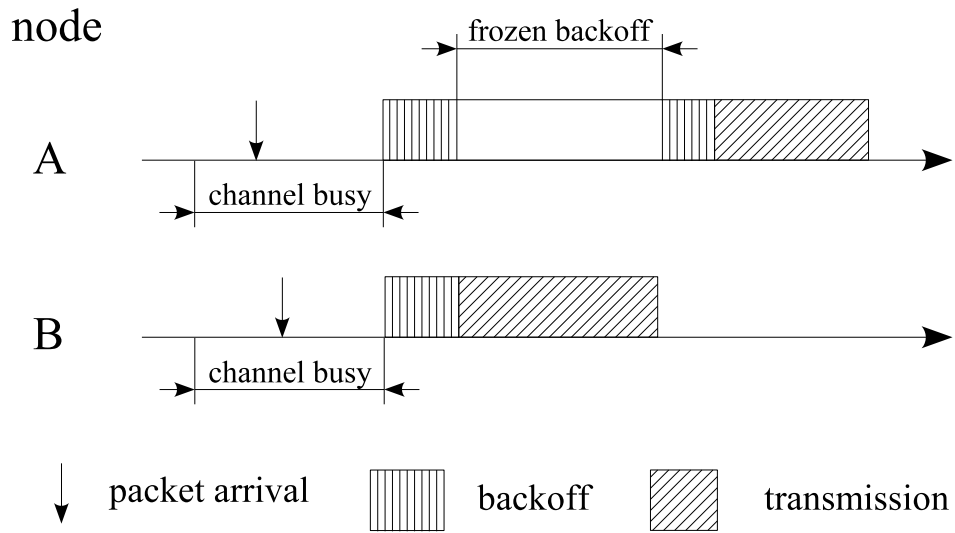 node
frozen backoff
A
channel busy
B
channel busy
packet arrival
backoff
transmission